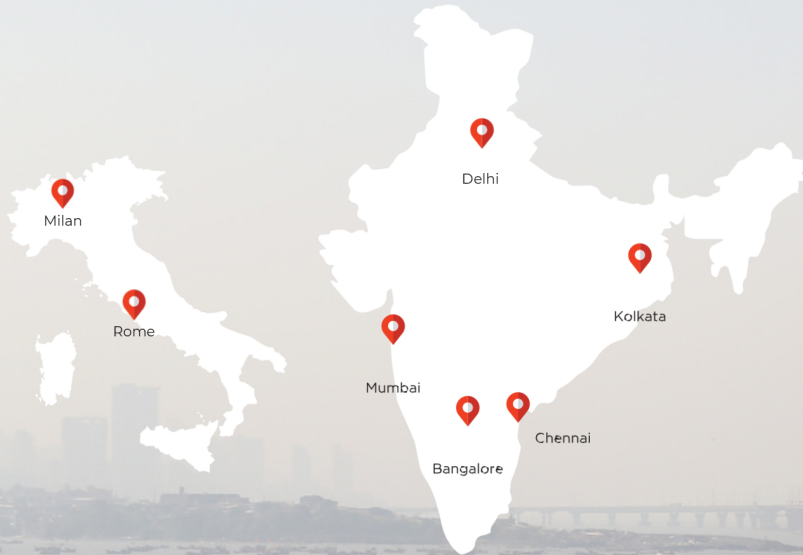 Delhi
Milan
Kolkata
Rome
Mumbai
Chennai
Bangalore